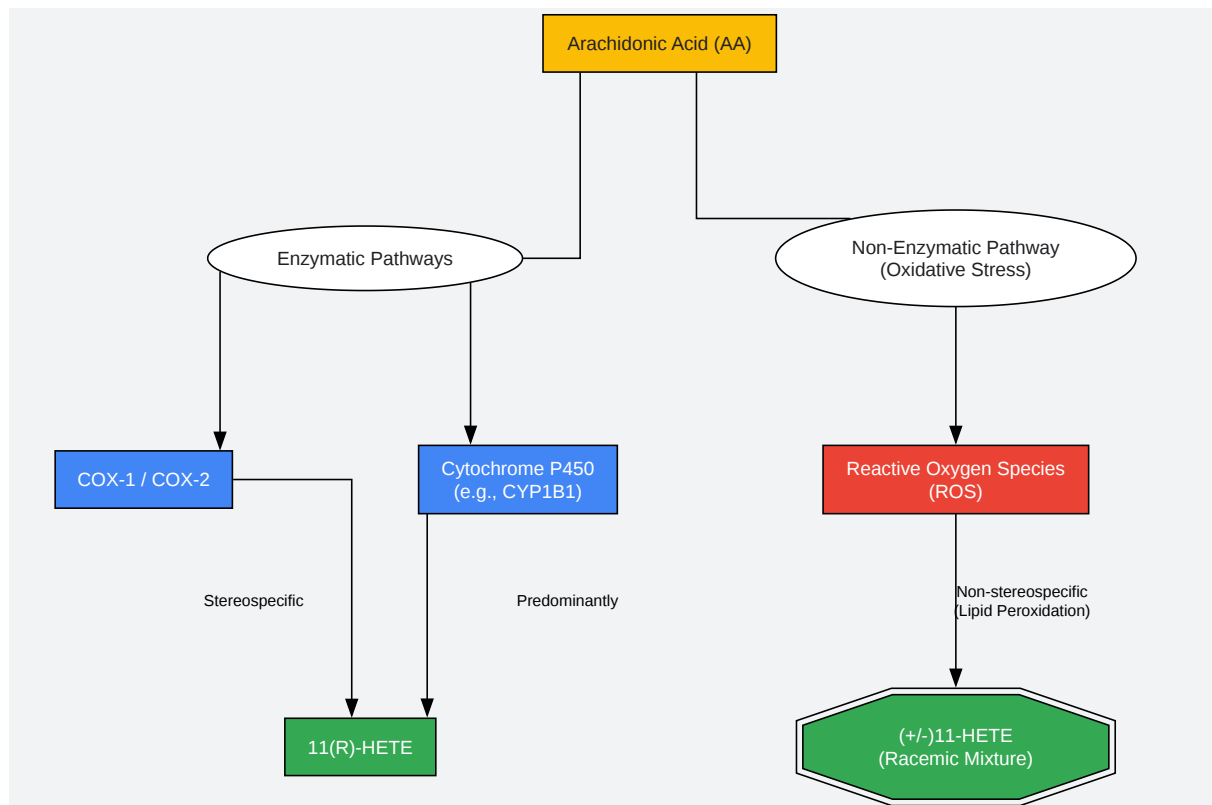 Arachidonic Acid (AA)
Enzymatic Pathways
Non-Enzymatic Pathway
(Oxidative Stress)
COX-1 / COX-2
Cytochrome P450
(e.g., CYP1B1)
Reactive Oxygen Species
(ROS)
Stereospecific
Predominantly
Non-stereospecific
(Lipid Peroxidation)
11(R)-HETE
(+/-)11-HETE
(Racemic Mixture)